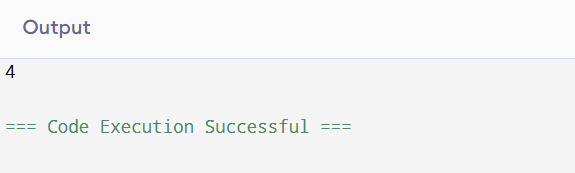 Output
4
=== Code Execution Successful ===